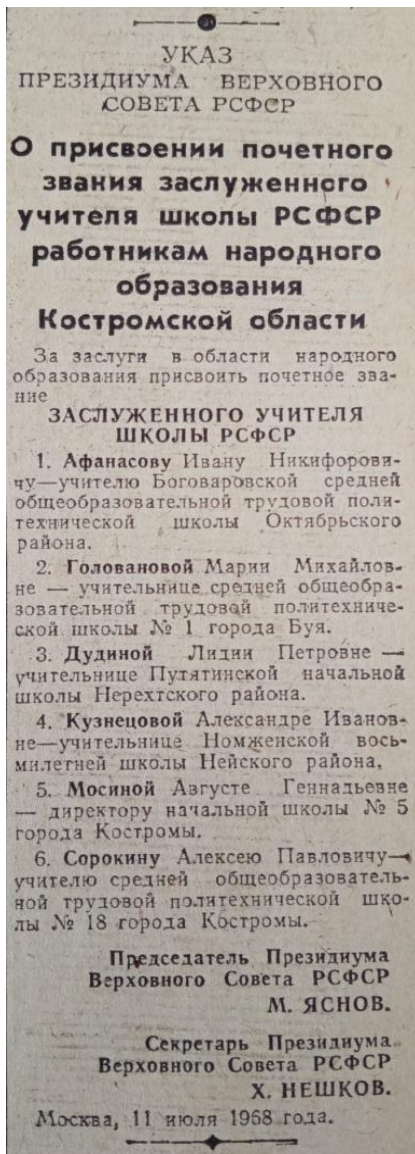 УКАЗ
ПРЕЗИДИУМА ВЕРХОВНОГО
СОВЕТА РСФСР
О присвоении почетного
звания заслуженного
учителя школы РСФСР
работникам народного
образования
Костромской области
За заслуги в области народного
образования присвоить почетное зва-
ние
ЗАСЛУЖЕННОГО УЧИТЕЛЯ
ШКОЛЫ РСФСР
1. Афанасову Ивану Никифорови-
чу—учителю Боговаровской средней
общеобразовательной трудовой поли-
технической школы Октябрьского
района.
2. Головановой Марии Михайлов-
не — учительнице средней общеобра-
зовательной трудовой политехниче-
ской школы № 1 города Буя.
3. Дудиной Лидии Петровне —
учительнице Путятинской начальной
школы Нерехтского района.
4. Кузнецовой Александре Иванов-
не—учительнице Номженской вось-
милетней школы Нейского района.
5. Мосиной Августе Геннадьевне
— директору начальной школы № 5
города Костромы.
6. Сорокину Алексею Павловичу—
учителю средней общеобразователь-
ной трудовой политехнической шко-
лы № 18 города Костромы.
Председатель Президиума
Верховного Совета РСФСР
М. ЯСНОВ.
Секретарь Президиума
Верховного Совета РСФСР
Х. НЕШКОВ.
Москва, 11 июля 1968 года.